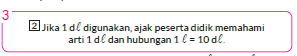 3
2 Jika 1 dℓ digunakan, ajak peserta didik memahami
arti 1 dℓ dan hubungan 1 ℓ = 10 dℓ.